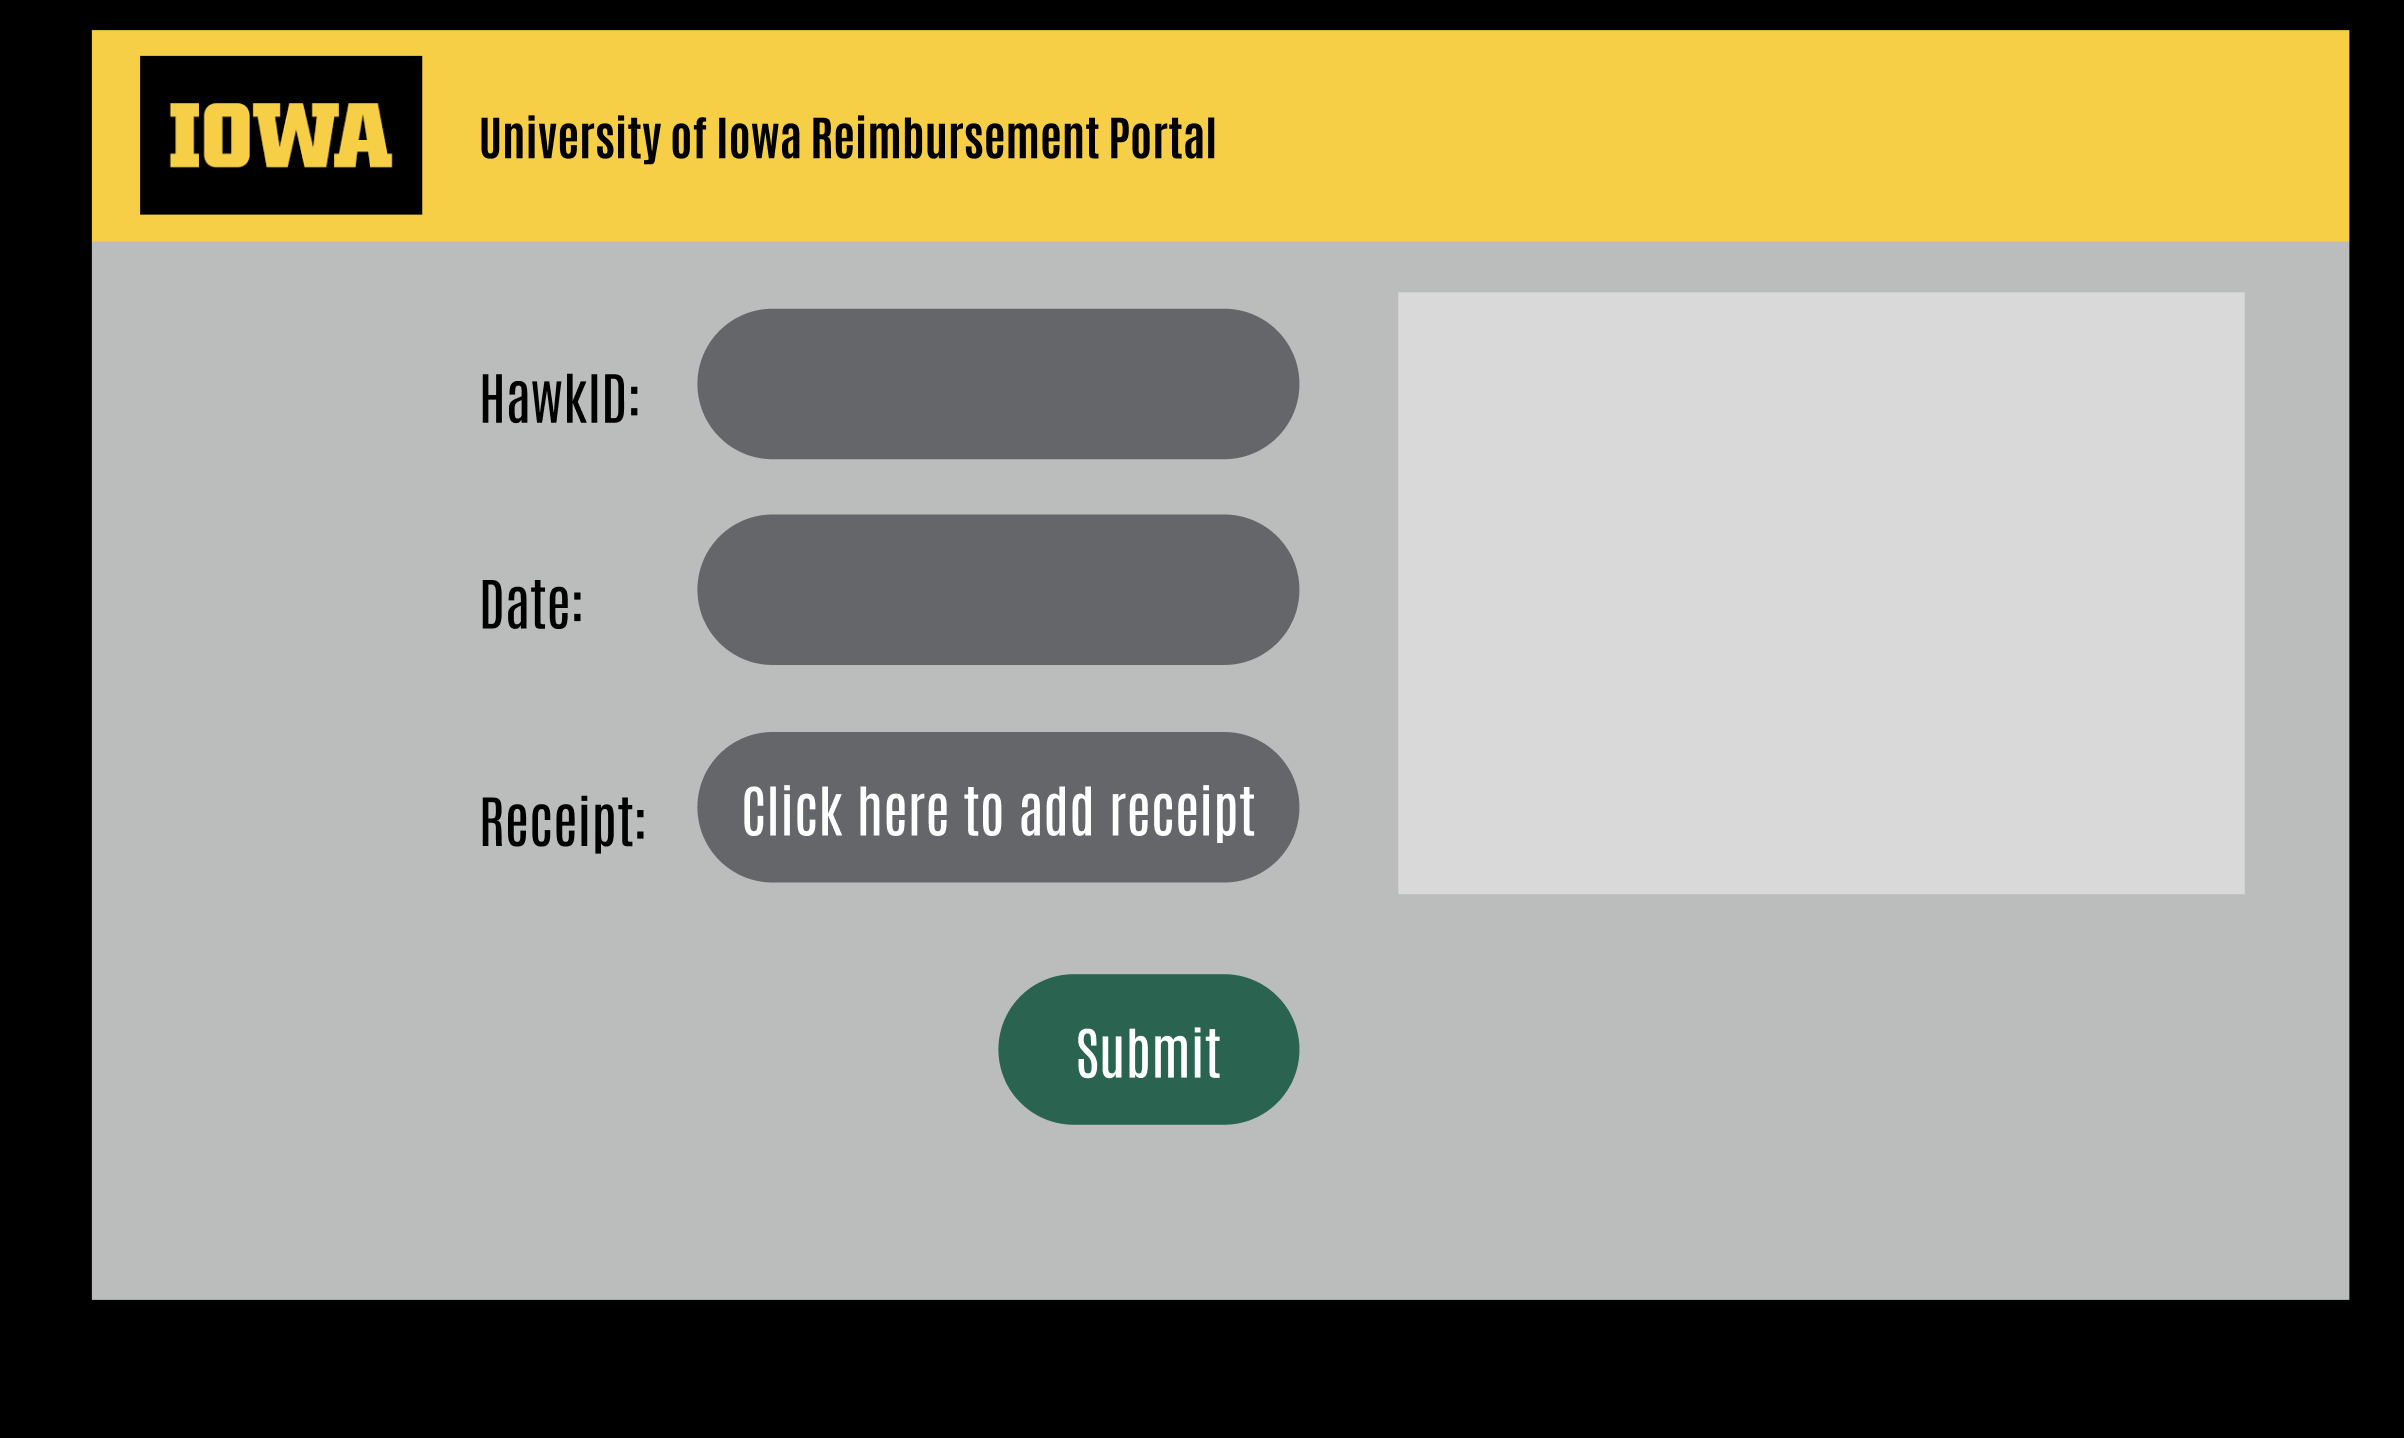 IOWA
University of Iowa Reimbursement Portal
HawkID:
Date:
Receipt:
Click here to add receipt
Submit